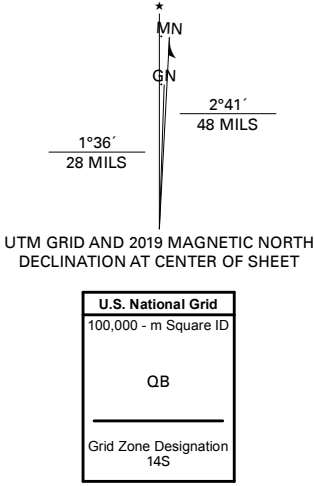 ★
MN
GN
2°41´
48 MILS
1°36´
28 MILS
UTM GRID AND 2019 MAGNETIC NORTH
DECLINATION AT CENTER OF SHEET
U.S. National Grid
100,000 - m Square ID
QB
Grid Zone Designation
14S